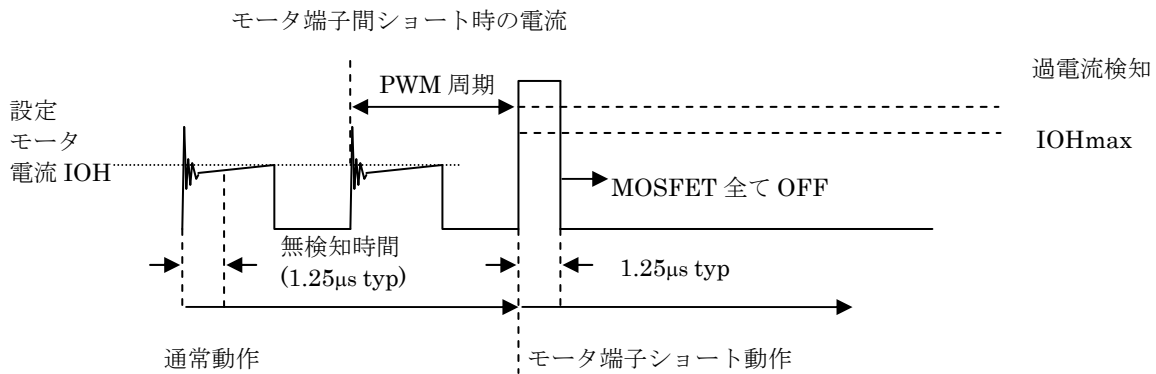 モータ端子間ショート時の電流
過電流検知
PWM 周期
設定
モータ
電流 IOH
IOHmax
MOSFET 全て OFF
無検知時間
(1.25μs typ)
1.25μs typ
通常動作
モータ端子ショート動作